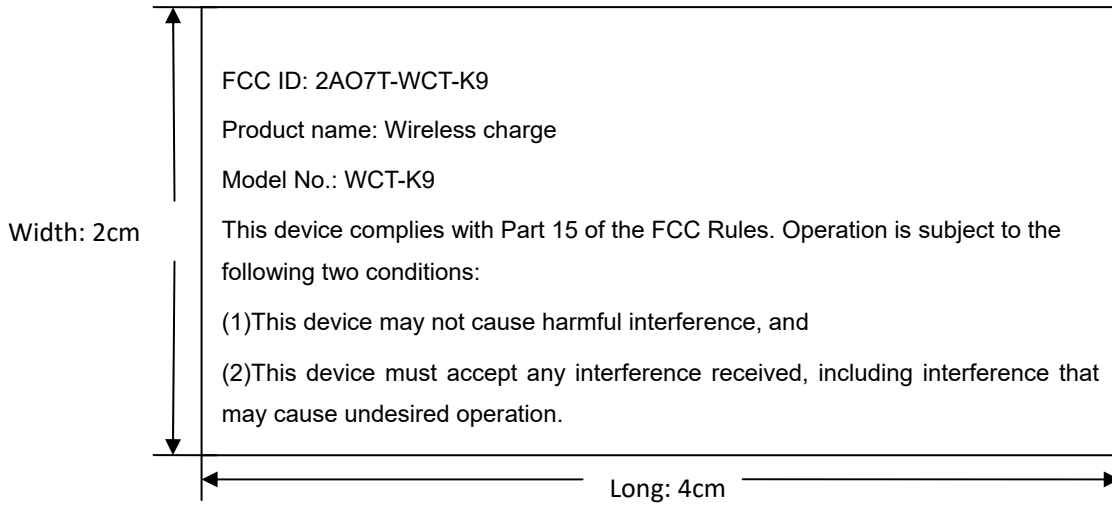 FCC ID: 2AO7T-WCT-K9
Product name: Wireless charge
Model No.: WCT-K9
Width: 2cm
This device complies with Part 15 of the FCC Rules. Operation is subject to the
following two conditions:
(1)This device may not cause harmful interference, and
(2)This device must accept any interference received, including interference that
may cause undesired operation.
Long: 4cm